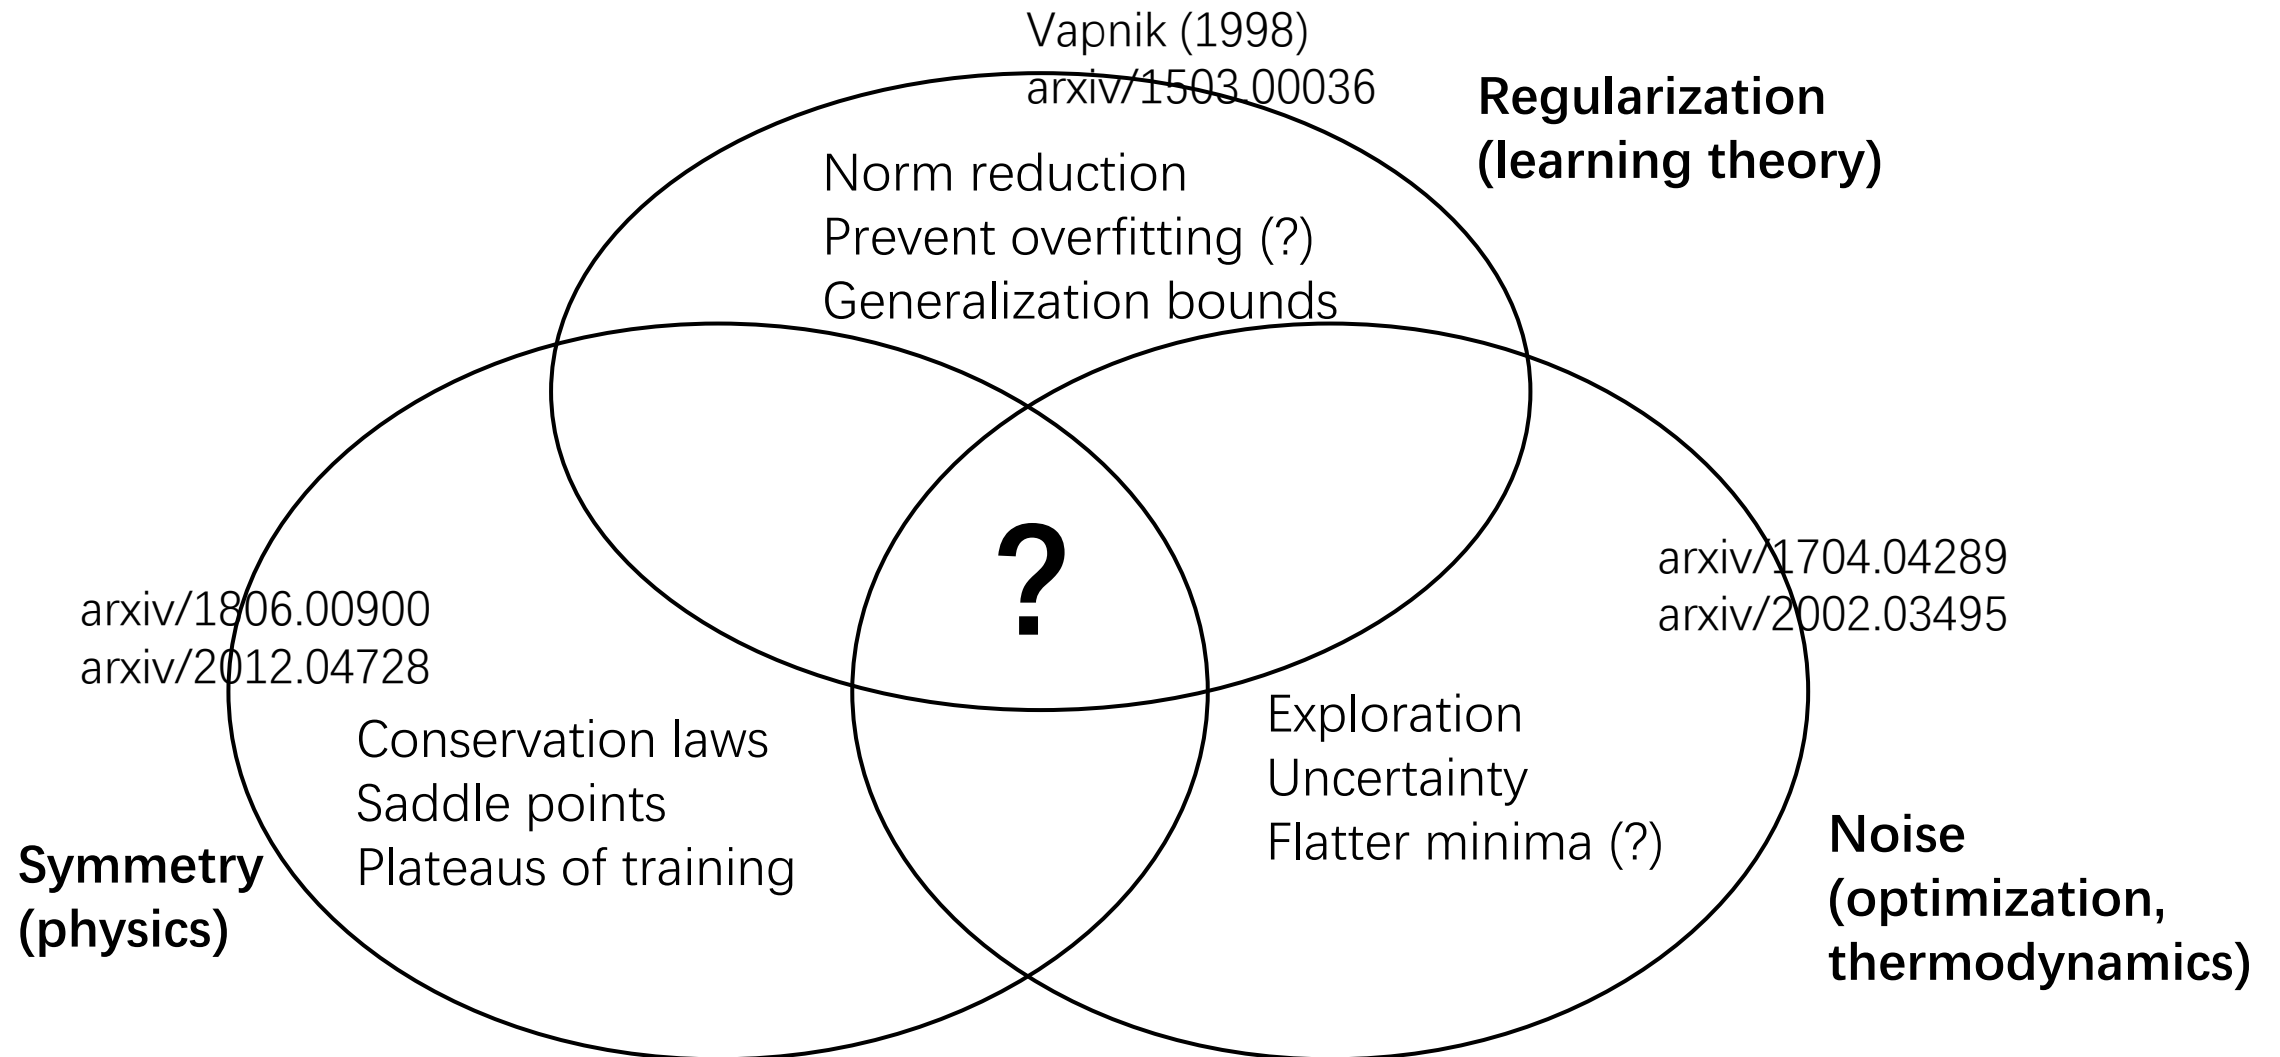 Vapnik (1998)
arxiv/1503.00036
Regularization
(learning theory)
Norm reduction
Prevent overfitting (?)
Generalization bounds
?
arxiv/1704.04289
arxiv/2002.03495
arxiv/1806.00900
arxiv/2012.04728
Conservation laws
Saddle points
Plateaus of training
Exploration
Uncertainty
Flatter minima (?)
Symmetry
(physics)
Noise
(optimization,
thermodynamics)